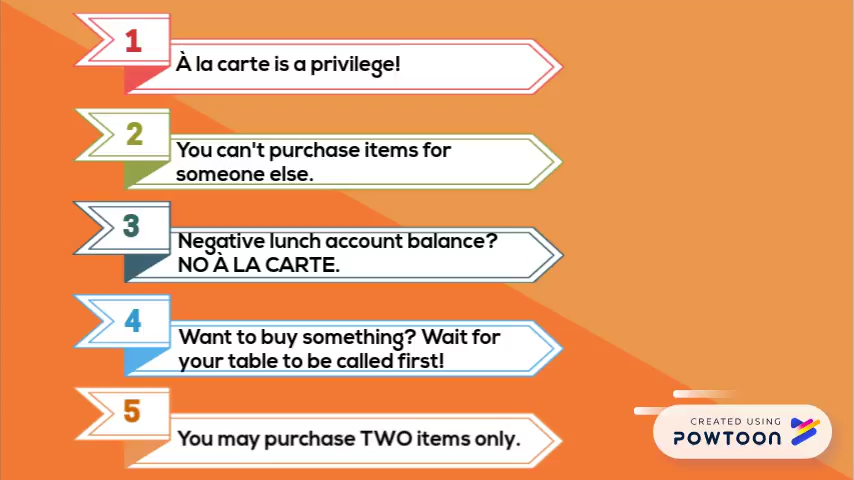 1
À la carte is a privilege!
2
You can't purchase items for
someone else.
3
Negative lunch account balance?
NO À LA CARTE.
4
Want to buy something? Wait for
your table to be called first!
5
You may purchase TWO items only.
CREATED USING
POWTOON